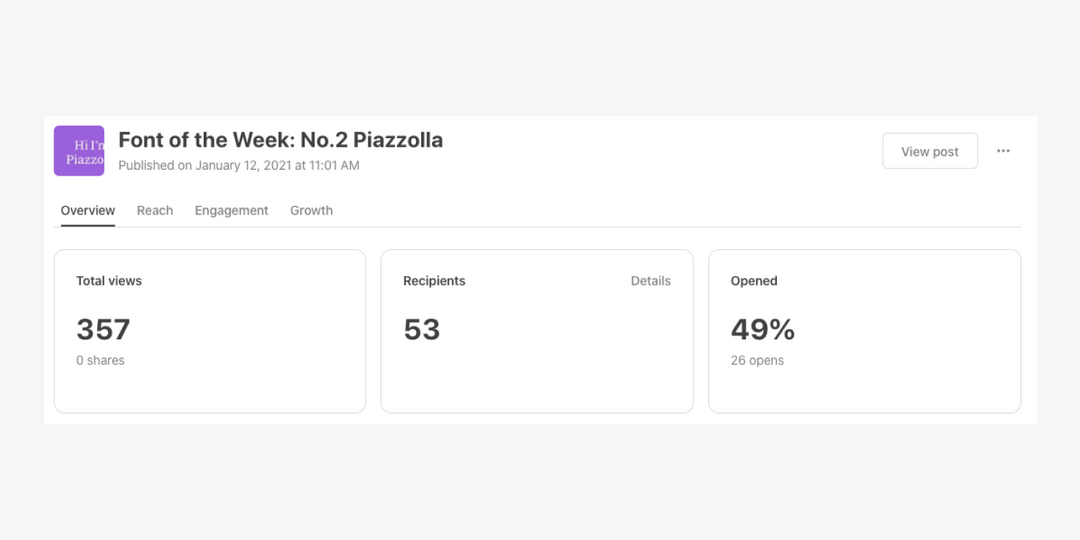 Hi I'm
Piazzo
Font of the Week: No.2 Piazzolla
Published on January 12, 2021 at 11:01 AM
View post
Overview Reach Engagement Growth
Total views
357
0 shares
Recipients Details
53
Opened
49%
26 opens